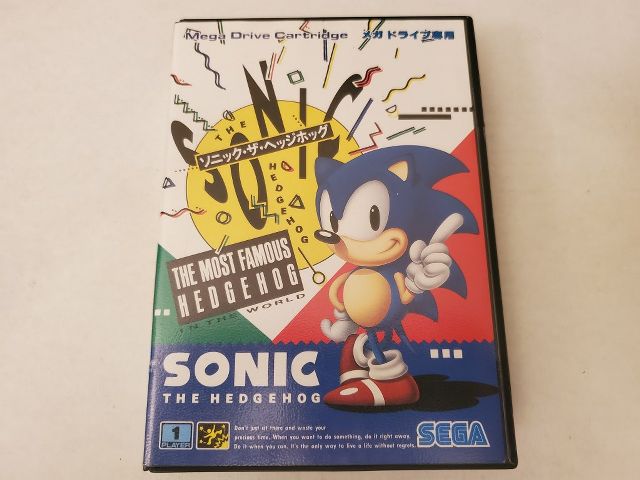 Mega Drive Cartridge
メガドライブ専用
THE
SONIC
ソニック・ザ・ヘッジホッグ
HEDGEHOG
THE MOST FAMOUS
HEDGEHOG
IN THE WORLD
SONIC
THE HEDGEHOG
1
PLAYER
Don't just sit there and waste your
precious time. When you want to do something, do it right away.
Do it when you can. It's the only way to live a life without regrets.
SEGA